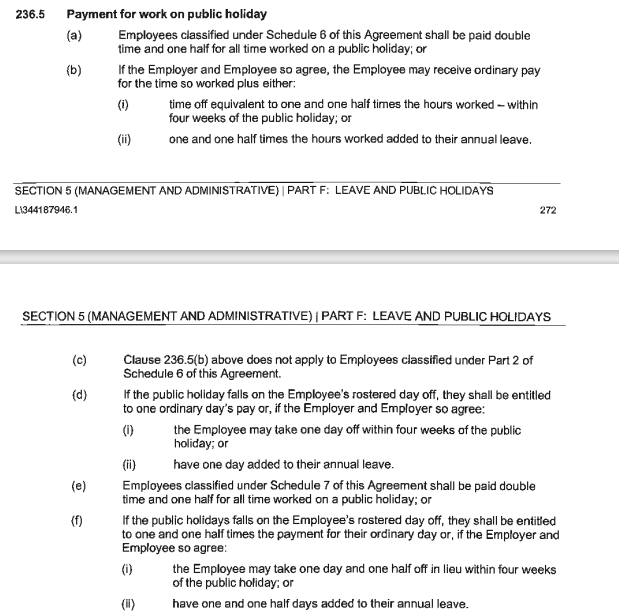 236.5 Payment for work on public holiday
(a) Employees classified under Schedule 6 of this Agreement shall be paid double
time and one half for all time worked on a public holiday; or
(b) If the Employer and Employee so agree, the Employee may receive ordinary pay
for the time so worked plus either:
(i) time off equivalent to one and one half times the hours worked – within
four weeks of the public holiday; or
(ii) one and one half times the hours worked added to their annual leave.
SECTION 5 (MANAGEMENT AND ADMINISTRATIVE) | PART F: LEAVE AND PUBLIC HOLIDAYS
L\344187946.1 272
SECTION 5 (MANAGEMENT AND ADMINISTRATIVE) | PART F: LEAVE AND PUBLIC HOLIDAYS
(c) Clause 236.5(b) above does not apply to Employees classified under Part 2 of
Schedule 6 of this Agreement.
(d) If the public holiday falls on the Employee's rostered day off, they shall be entitled
to one ordinary day's pay or, if the Employer and Employer so agree:
(i) the Employee may take one day off within four weeks of the public
holiday; or
(ii) have one day added to their annual leave.
(e) Employees classified under Schedule 7 of this Agreement shall be paid double
time and one half for all time worked on a public holiday; or
(f) If the public holidays falls on the Employee's rostered day off, they shall be entitled
to one and one half times the payment for their ordinary day or, if the Employer and
Employee so agree:
(i) the Employee may take one day and one half off in lieu within four weeks
of the public holiday; or
(ii) have one and one half days added to their annual leave.